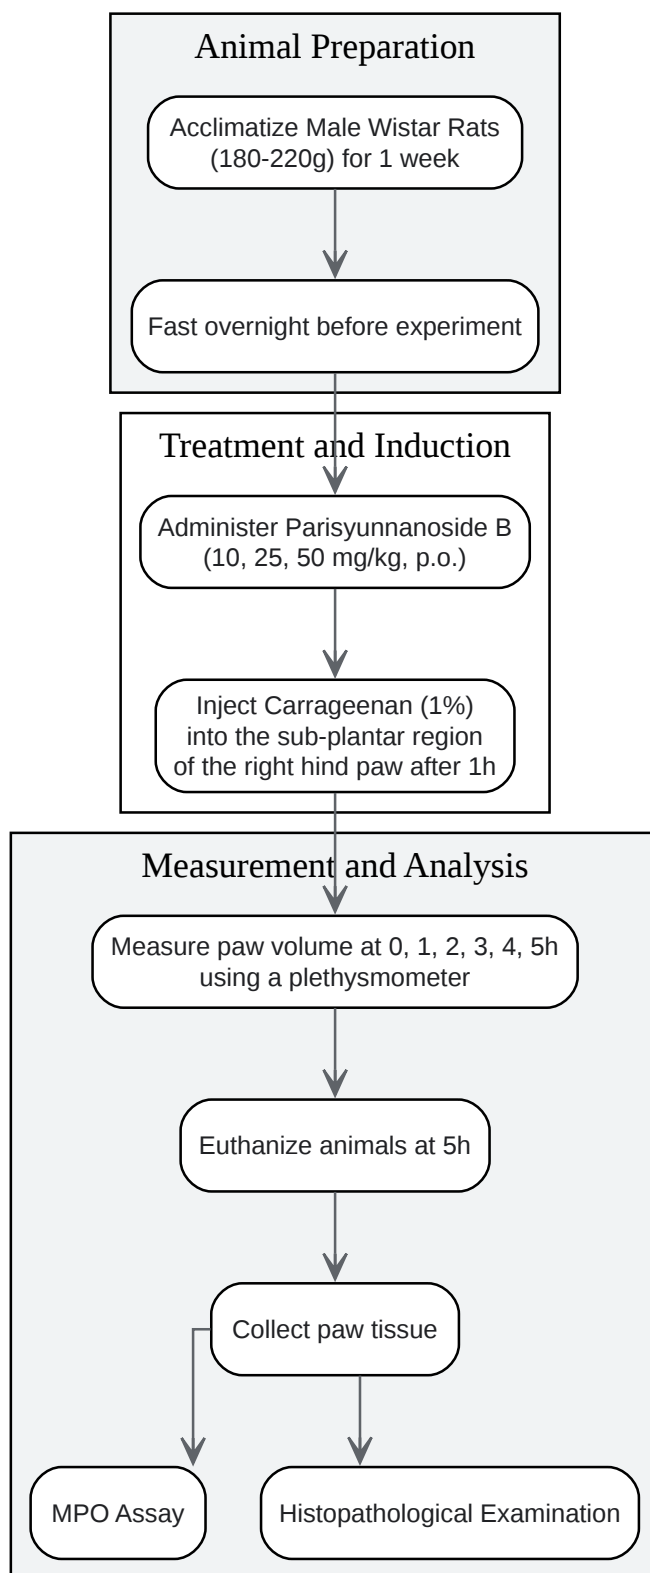 Animal Preparation
Acclimatize Male Wistar Rats
(180-220g) for 1 week
Fast overnight before experiment
Treatment and Induction
Administer Parisyunnanoside B
(10, 25, 50 mg/kg, p.o.)
Inject Carrageenan (1%)
into the sub-plantar region
of the right hind paw after 1h
Measurement and Analysis
Measure paw volume at 0, 1, 2, 3, 4, 5h
using a plethysmometer
Euthanize animals at 5h
Collect paw tissue
MPO Assay
Histopathological Examination